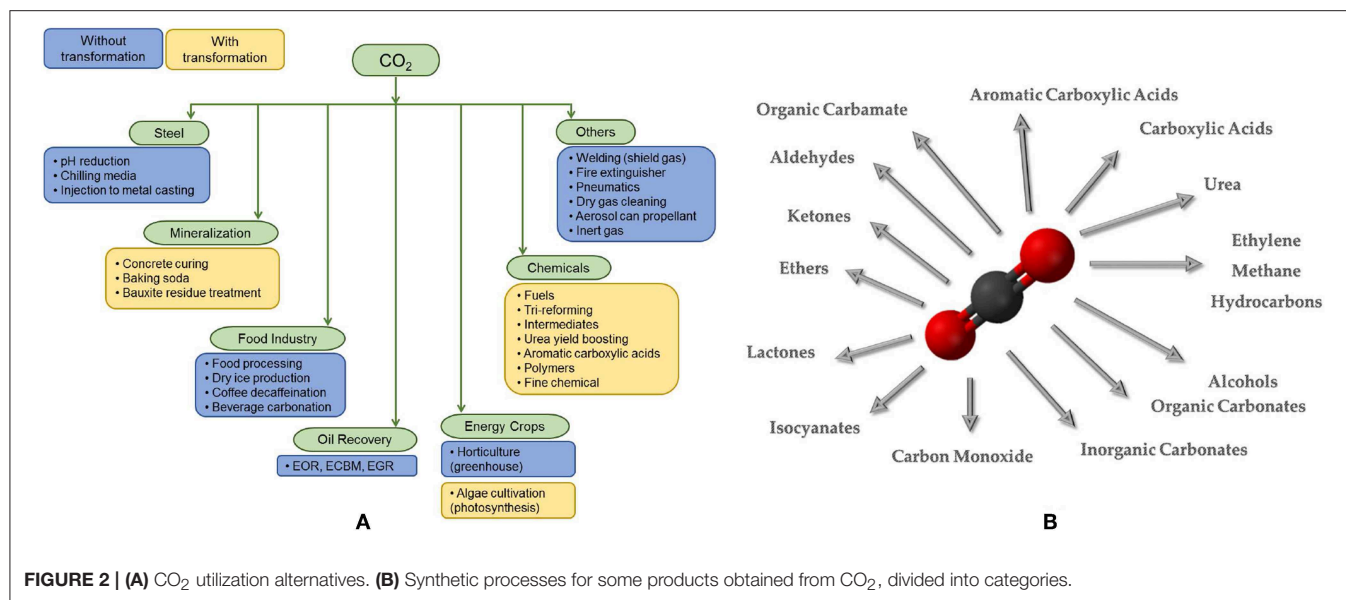 Without
transformation
With
transformation
CO₂
Steel
• pH reduction
• Chilling media
• Injection to metal casting
Mineralization
• Concrete curing
• Baking soda
• Bauxite residue treatment
Food Industry
• Food processing
• Dry ice production
• Coffee decaffeination
• Beverage carbonation
Oil Recovery
• EOR, ECBM, EGR
Energy Crops
• Horticulture
(greenhouse)
• Algae cultivation
(photosynthesis)
Chemicals
• Fuels
• Tri-reforming
• Intermediates
• Urea yield boosting
• Aromatic carboxylic acids
• Polymers
• Fine chemical
Others
• Welding (shield gas)
• Fire extinguisher
• Pneumatics
• Dry gas cleaning
• Aerosol can propellant
• Inert gas
A
Organic Carbamate
Aromatic Carboxylic Acids
Carboxylic Acids
Aldehydes
Urea
Ketones
Ethylene
Ethers
Methane
Hydrocarbons
Lactones
Alcohols
Organic Carbonates
Isocyanates
Inorganic Carbonates
Carbon Monoxide
B
FIGURE 2 | (A) CO₂ utilization alternatives. (B) Synthetic processes for some products obtained from CO₂, divided into categories.